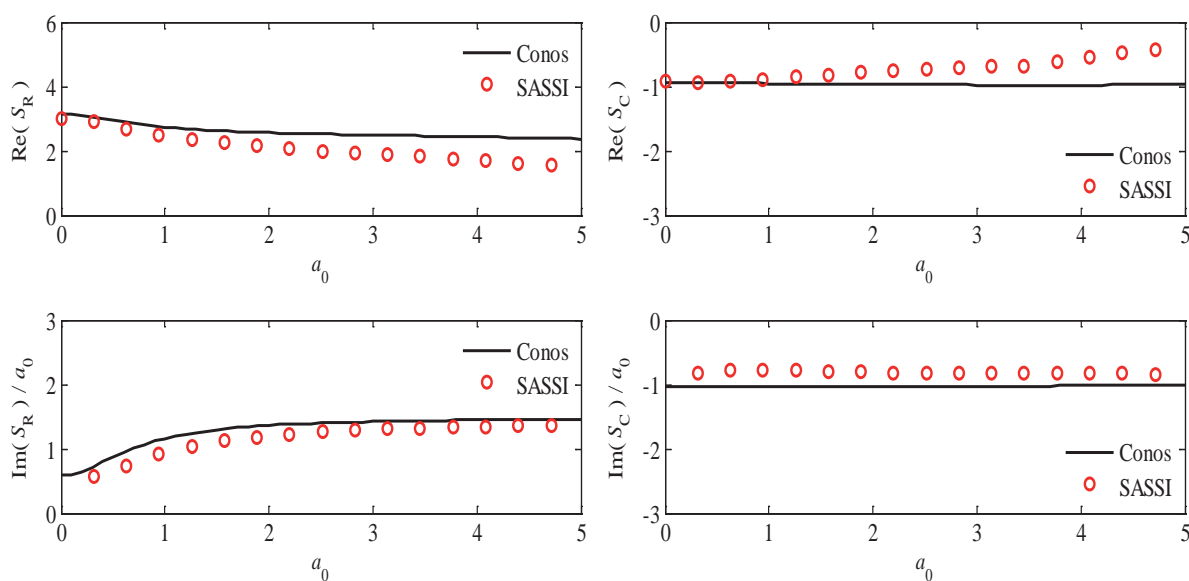 Re( S_R )
6
4
2
0
0 1 2 3 4 5
a_0
Conos
SASSI
Re( S_C )
-0
-1
-2
-3
0 1 2 3 4 5
a_0
Conos
SASSI
Im( S_R ) / a_0
3
2
1
0
0 1 2 3 4 5
a_0
Conos
SASSI
Im( S_C ) / a_0
0
-1
-2
-3
0 1 2 3 4 5
a_0
Conos
SASSI